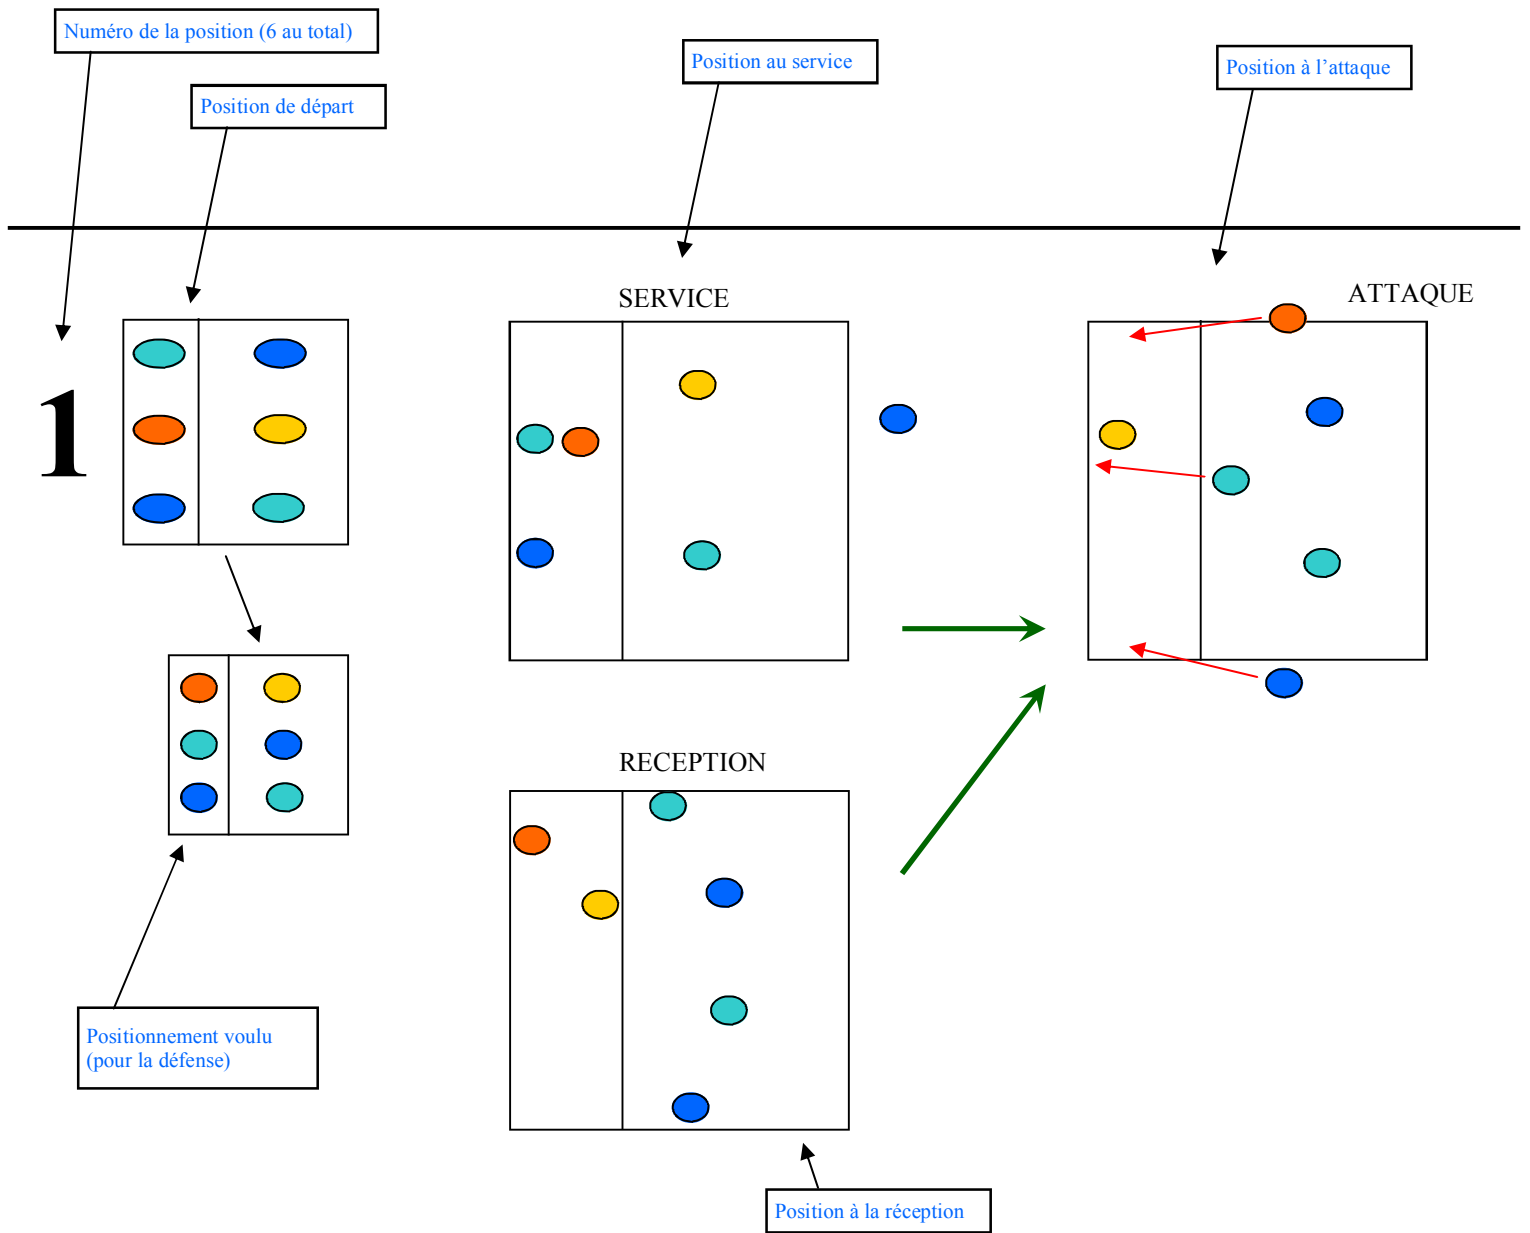 Numéro de la position (6 au total)
Position de départ
Position au service
Position à l'attaque
SERVICE
ATTAQUE
1
RECEPTION
Positionnement voulu
(pour la défense)
Position à la réception